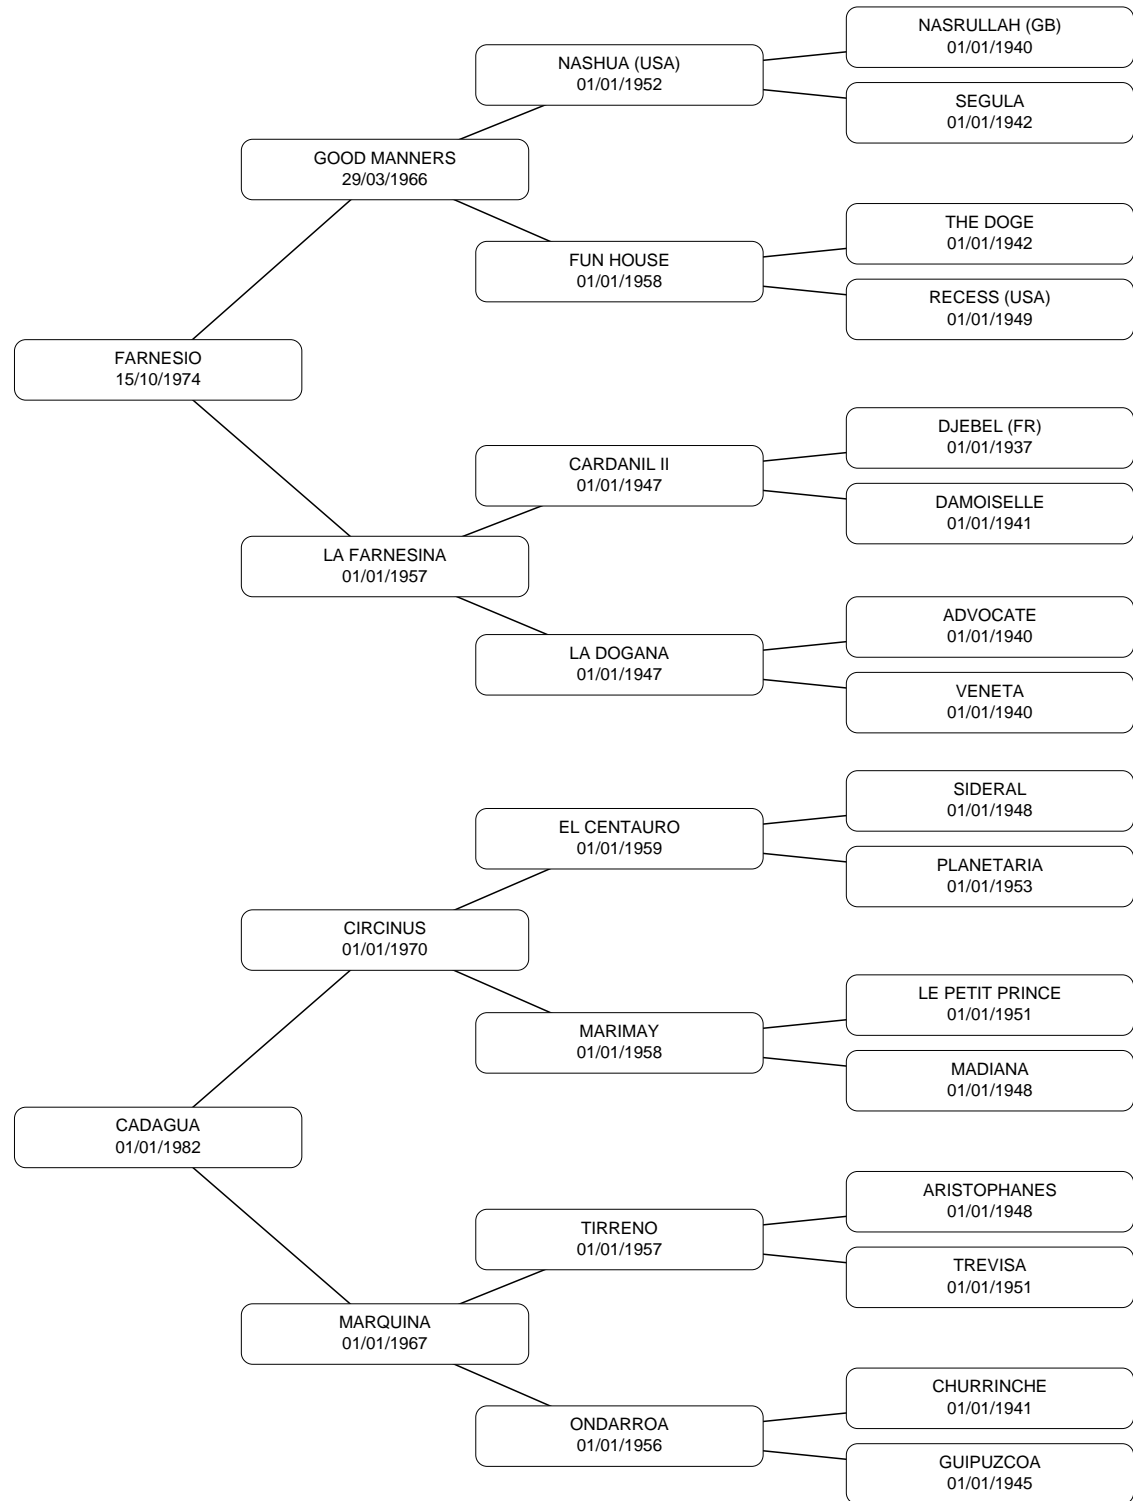 NASRULLAH (GB)
01/01/1940
NASHUA (USA)
01/01/1952
SEGULA
01/01/1942
GOOD MANNERS
29/03/1966
THE DOGE
01/01/1942
FUN HOUSE
01/01/1958
RECESS (USA)
01/01/1949
FARNESIO
15/10/1974
DJEBEL (FR)
01/01/1937
CARDANIL II
01/01/1947
DAMOISELLE
01/01/1941
LA FARNESINA
01/01/1957
ADVOCATE
01/01/1940
LA DOGANA
01/01/1947
VENETA
01/01/1940
SIDERAL
01/01/1948
EL CENTAURO
01/01/1959
PLANETARIA
01/01/1953
CIRCINUS
01/01/1970
LE PETIT PRINCE
01/01/1951
MARIMAY
01/01/1958
MADIANA
01/01/1948
CADAGUA
01/01/1982
ARISTOPHANES
01/01/1948
TIRRENO
01/01/1957
TREVISA
01/01/1951
MARQUINA
01/01/1967
CHURRINCHE
01/01/1941
ONDARROA
01/01/1956
GUIPUZCOA
01/01/1945